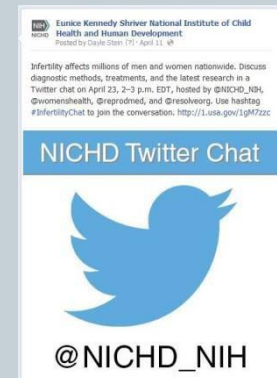 NIH
Eunice Kennedy Shriver National Institute of Child
Health and Human Development
Posted by Dayle Stein [?] · April 11
Infertility affects millions of men and women nationwide. Discuss
diagnostic methods, treatments, and the latest research in a
Twitter chat on April 23, 2–3 p.m. EDT, hosted by @NICHD_NIH,
@womenshealth, @reprodmed, and @resolveorg. Use hashtag
#InfertilityChat to join the conversation. http://1.usa.gov/1gM7zzc
NICHD Twitter Chat
@NICHD_NIH